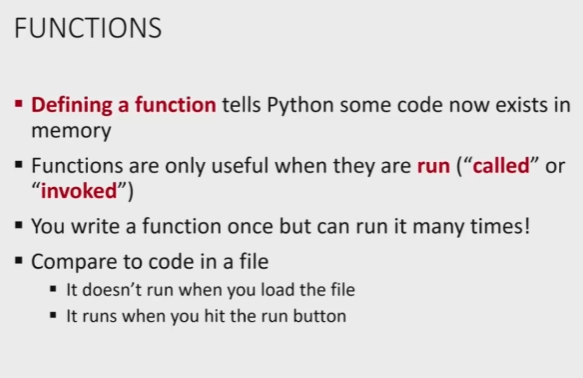 FUNCTIONS
▪ Defining a function tells Python some code now exists in
memory
▪ Functions are only useful when they are run (“called” or
“invoked”)
▪ You write a function once but can run it many times!
▪ Compare to code in a file
▪ It doesn’t run when you load the file
▪ It runs when you hit the run button